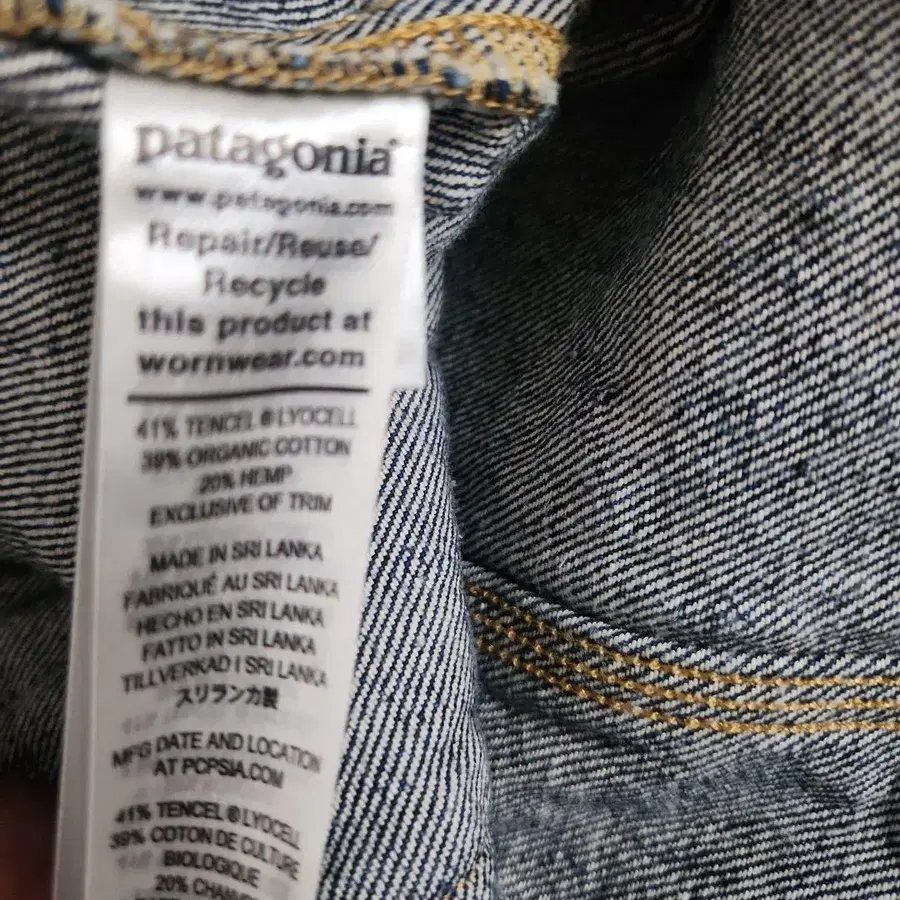 patagonia®
www.patagonia.com
Repair/Reuse/
Recycle
this product at
wornwear.com
41% TENCEL®LYOCELL
39% ORGANIC COTTON
20% HEMP
EXCLUSIVE OF TRIM
MADE IN SRI LANKA
FABRIQUÉ AU SRI LANKA
HECHO EN SRI LANKA
FATTO IN SRI LANKA
TILLVERKAD I SRI LANKA
スリランカ製
MFG DATE AND LOCATION
AT PCPSIA.COM
41% TENCEL®LYOCELL
39% COTON DE CULTURE
BIOLOGIQUE
20%